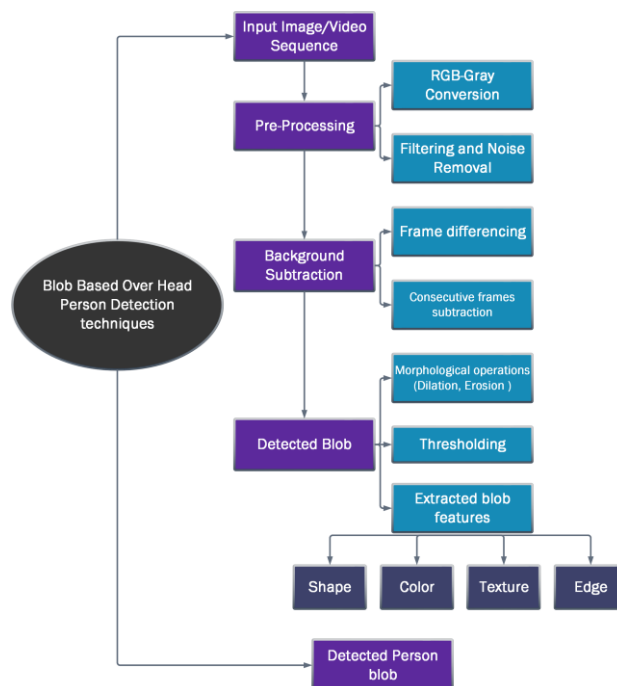 Input Image/Video
Sequence
RGB-Gray
Conversion
Pre-Processing
Filtering and Noise
Removal
Frame differencing
Background
Subtraction
Blob Based Over Head
Person Detection
techniques
Consecutive frames
subtraction
Morphological operations
(Dilation, Erosion )
Detected Blob
Thresholding
Extracted blob
features
Shape
Color
Texture
Edge
Detected Person
blob